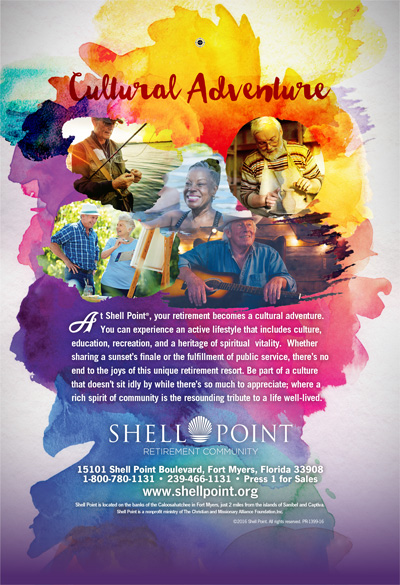 Cultural Adventure
At Shell Point®, your retirement becomes a cultural adventure.
You can experience an active lifestyle that includes culture,
education, recreation, and a heritage of spiritual vitality. Whether
sharing a sunset's finale or the fulfillment of public service, there's no
end to the joys of this unique retirement resort. Be part of a culture
that doesn't sit idly by while there's so much to appreciate; where a
rich spirit of community is the resounding tribute to a life well-lived.
SHELL POINT
RETIREMENT COMMUNITY
15101 Shell Point Boulevard, Fort Myers, Florida 33908
1-800-780-1131 • 239-466-1131 • Press 1 for Sales
www.shellpoint.org
Shell Point is located on the banks of the Caloosahatchee in Fort Myers, just 2 miles from the islands of Sanibel and Captiva.
Shell Point is a nonprofit ministry of The Christian and Missionary Alliance Foundation, Inc.
©2016 Shell Point. All rights reserved.